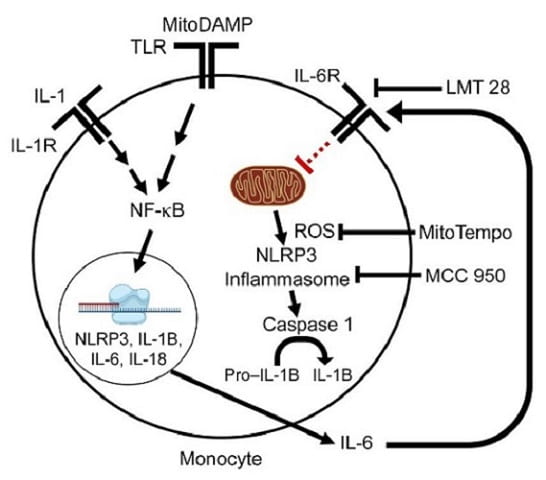 MitoDAMP
TLR
IL-6R
LMT 28
IL-1
IL-1R
NF-κB
ROS
MitoTempo
NLRP3
Inflammasome
MCC 950
Caspase 1
NLRP3, IL-1B,
IL-6, IL-18
Pro–IL-1B
IL-1B
IL-6
Monocyte